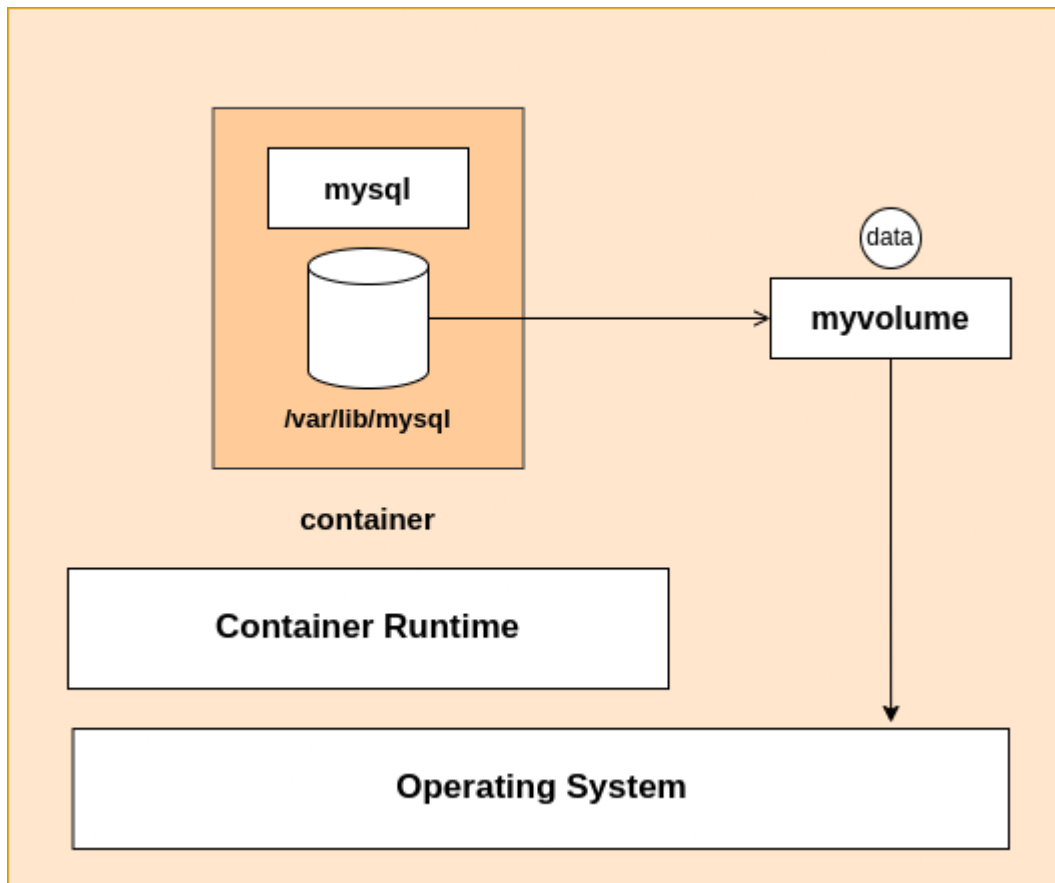 mysql
data
myvolume
/var/lib/mysql
container
Container Runtime
Operating System